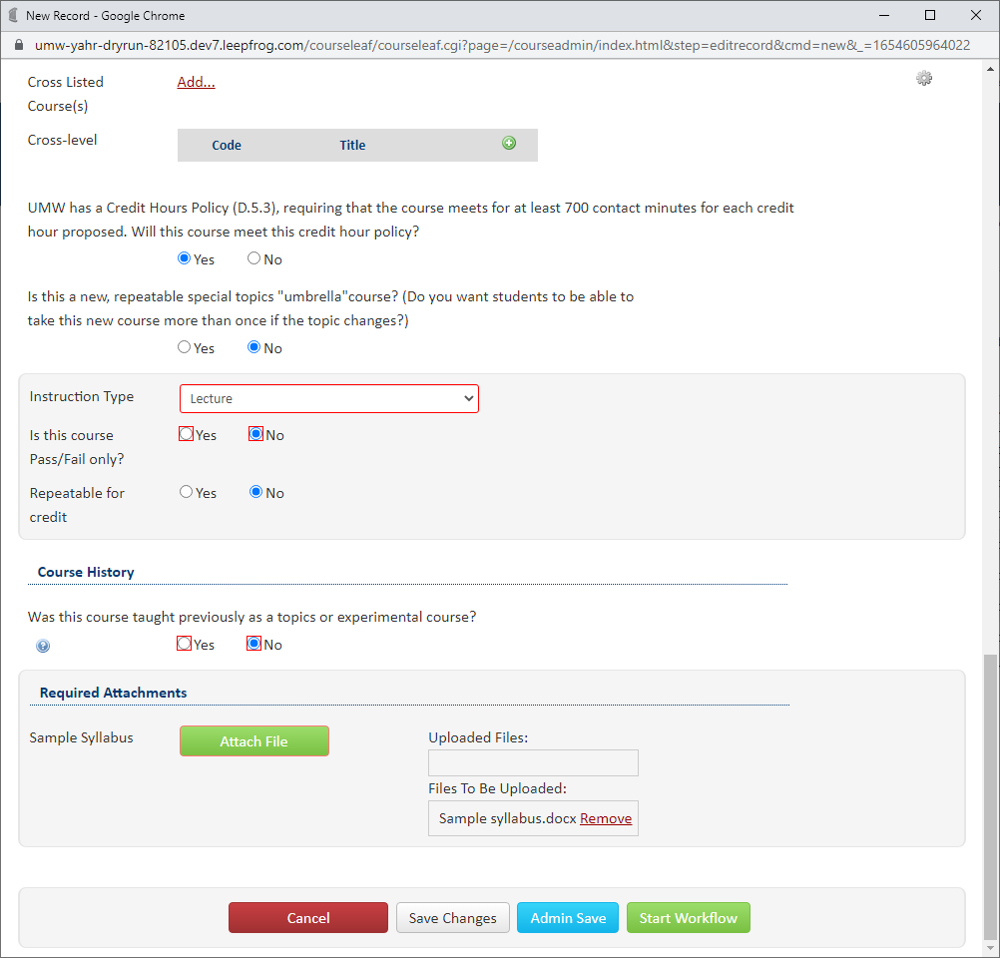 New Record - Google Chrome
umw-yahr-dryrun-82105.dev7.leepfrog.com/courseleaf/courseleaf.cgi?page=/courseadmin/index.html&step=editrecord&cmd=new&_=1654605964022
Cross Listed Add...
Course(s)
Cross-level Code Title
UMW has a Credit Hours Policy (D.5.3), requiring that the course meets for at least 700 contact minutes for each credit
hour proposed. Will this course meet this credit hour policy?
Yes No
Is this a new, repeatable special topics "umbrella"course? (Do you want students to be able to
take this new course more than once if the topic changes?)
Yes No
Instruction Type Lecture
Is this course Yes No
Pass/Fail only?
Repeatable for Yes No
credit
Course History
Was this course taught previously as a topics or experimental course?
? Yes No
Required Attachments
Sample Syllabus Attach File Uploaded Files:
Files To Be Uploaded:
Sample syllabus.docx Remove
Cancel Save Changes Admin Save Start Workflow